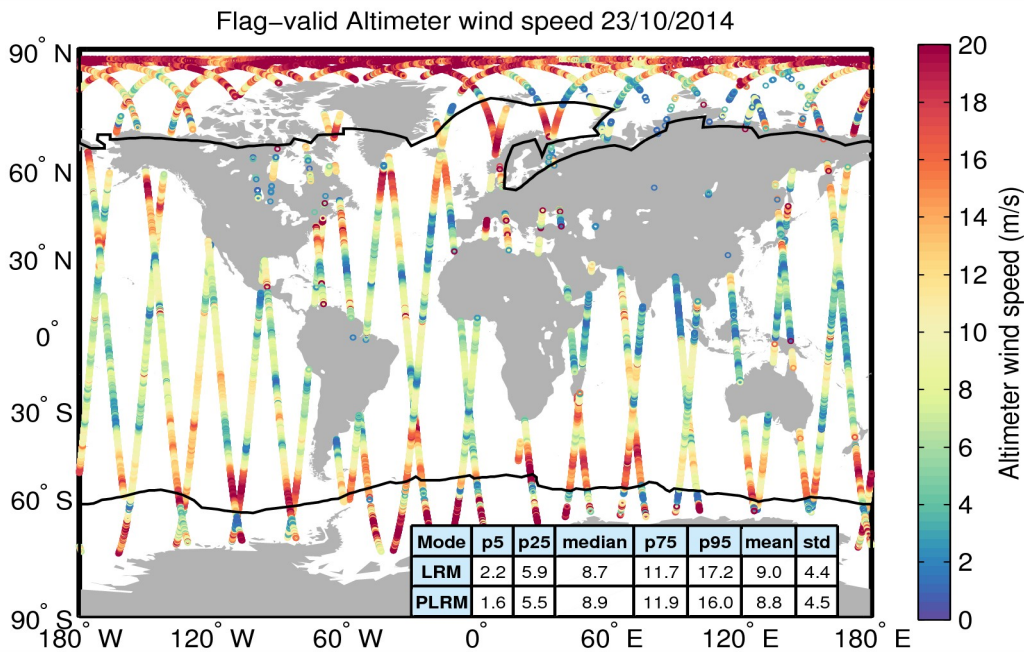 Flag−valid Altimeter wind speed 23/10/2014
90° N
60° N
30° N
0°
30° S
60° S
90° S
180° W
120° W
60° W
0°
60° E
120° E
180° E
Mode p5 p25 median p75 p95 mean std
LRM 2.2 5.9 8.7 11.7 17.2 9.0 4.4
PLRM 1.6 5.5 8.9 11.9 16.0 8.8 4.5
20
18
16
14
12
10
8
6
4
2
0
Altimeter wind speed (m/s)